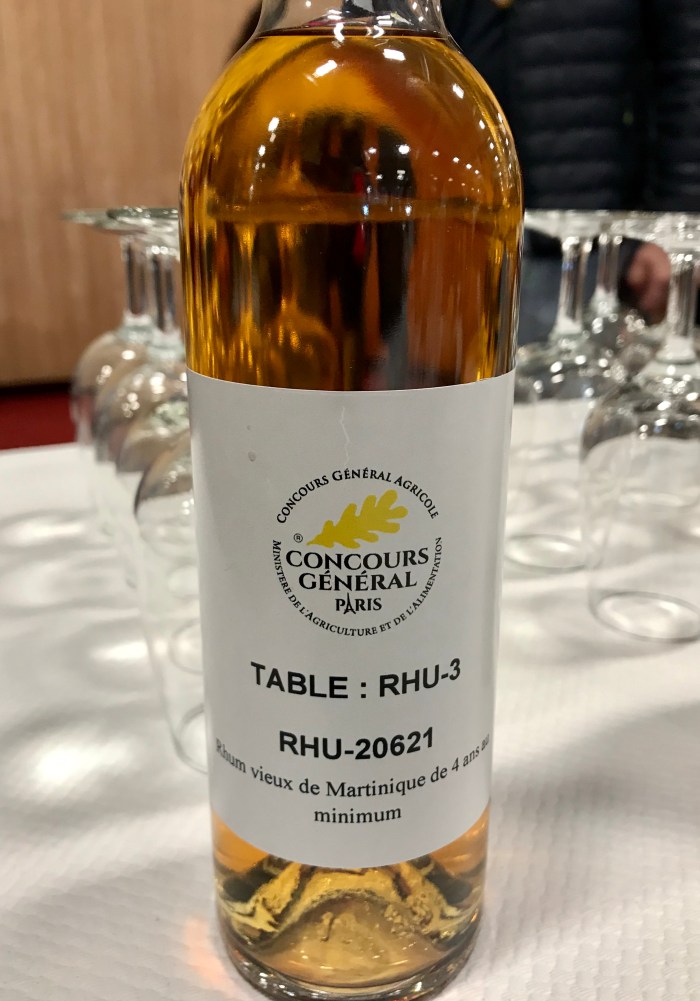 CONCOURS GÉNÉRAL AGRICOLE
®
CONCOURS
GÉNÉRAL
PARIS
MINISTÈRE DE L'AGRICULTURE ET DE L'ALIMENTATION
TABLE : RHU-3
RHU-20621
Rhum vieux de Martinique de 4 ans au
minimum